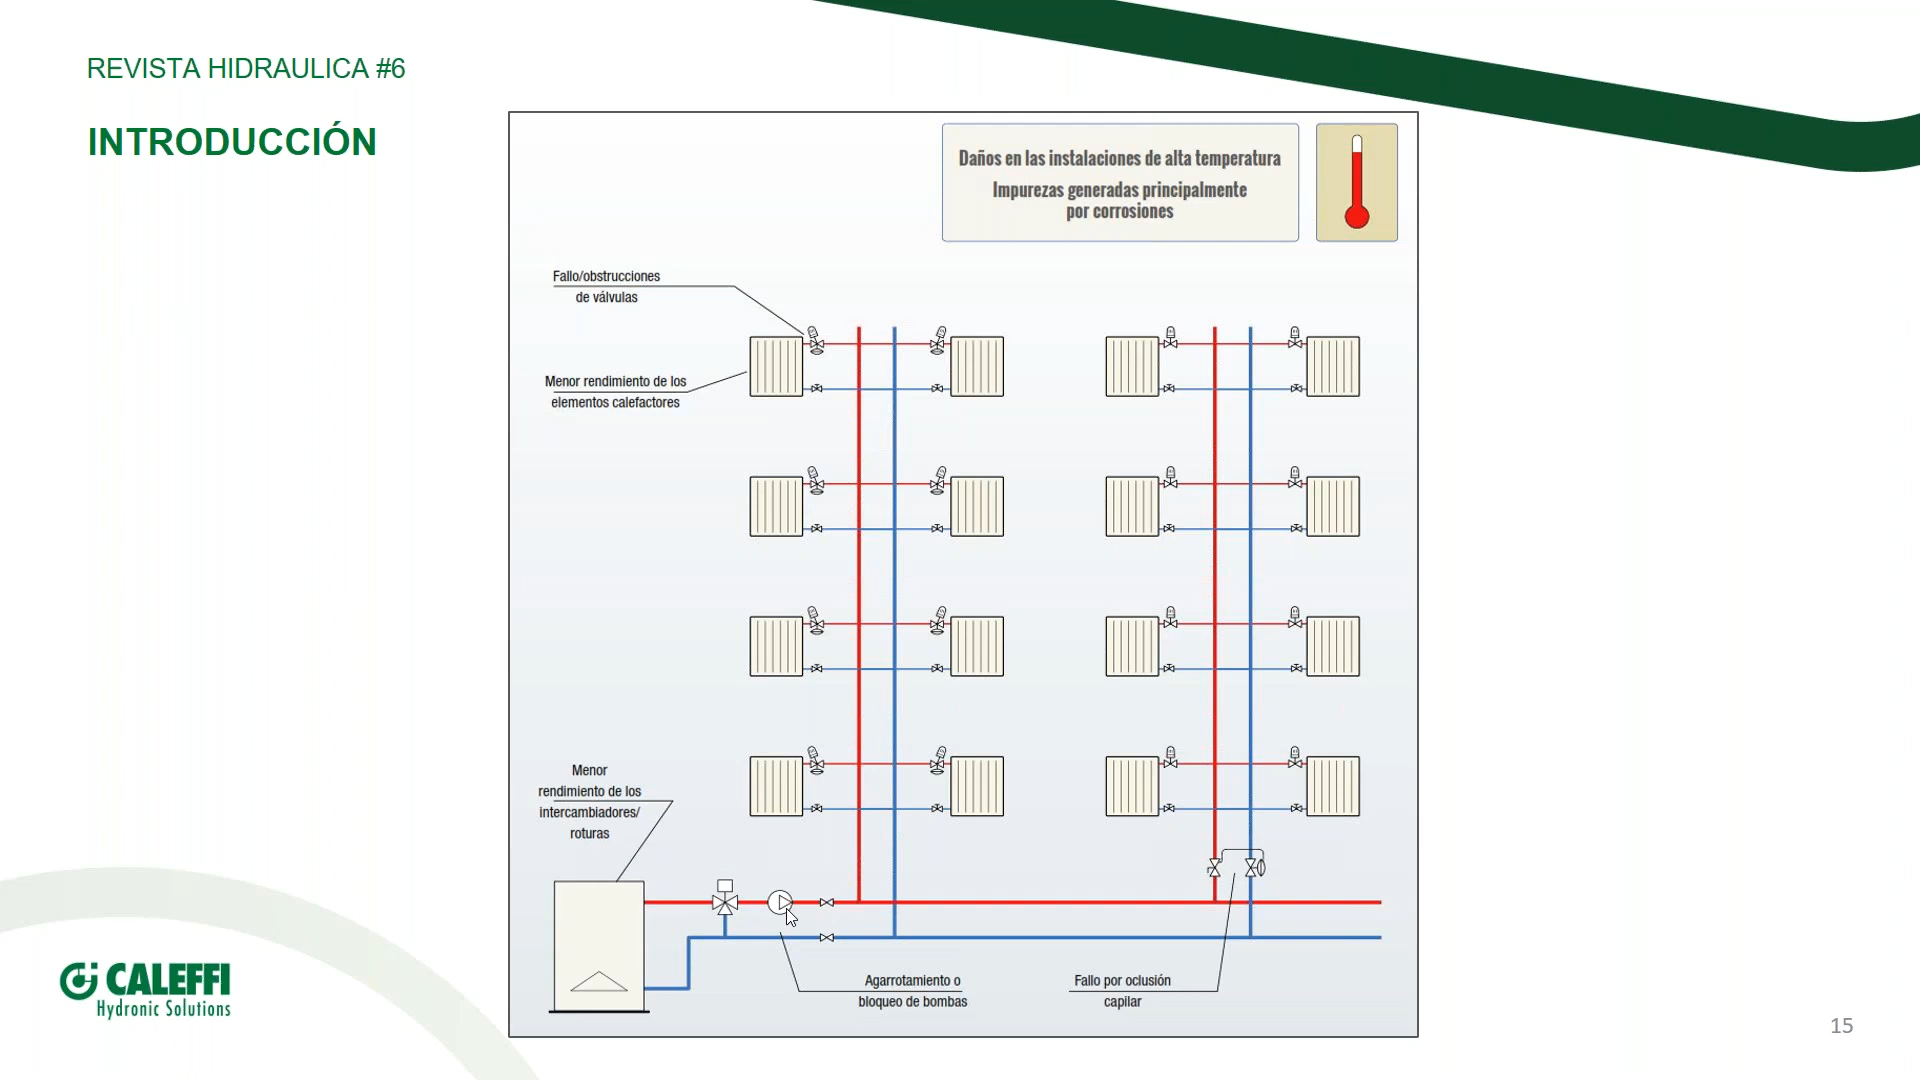 REVISTA HIDRAULICA #6
INTRODUCCIÓN
Daños en las instalaciones de alta temperatura
Impurezas generadas principalmente
por corrosiones
Fallo/obstrucciones
de válvulas
Menor rendimiento de los
elementos calefactores
Menor
rendimiento de los
intercambiadores/
roturas
Agarrotamiento o
bloqueo de bombas
Fallo por oclusión
capilar
CALEFFI
Hydronic Solutions
15